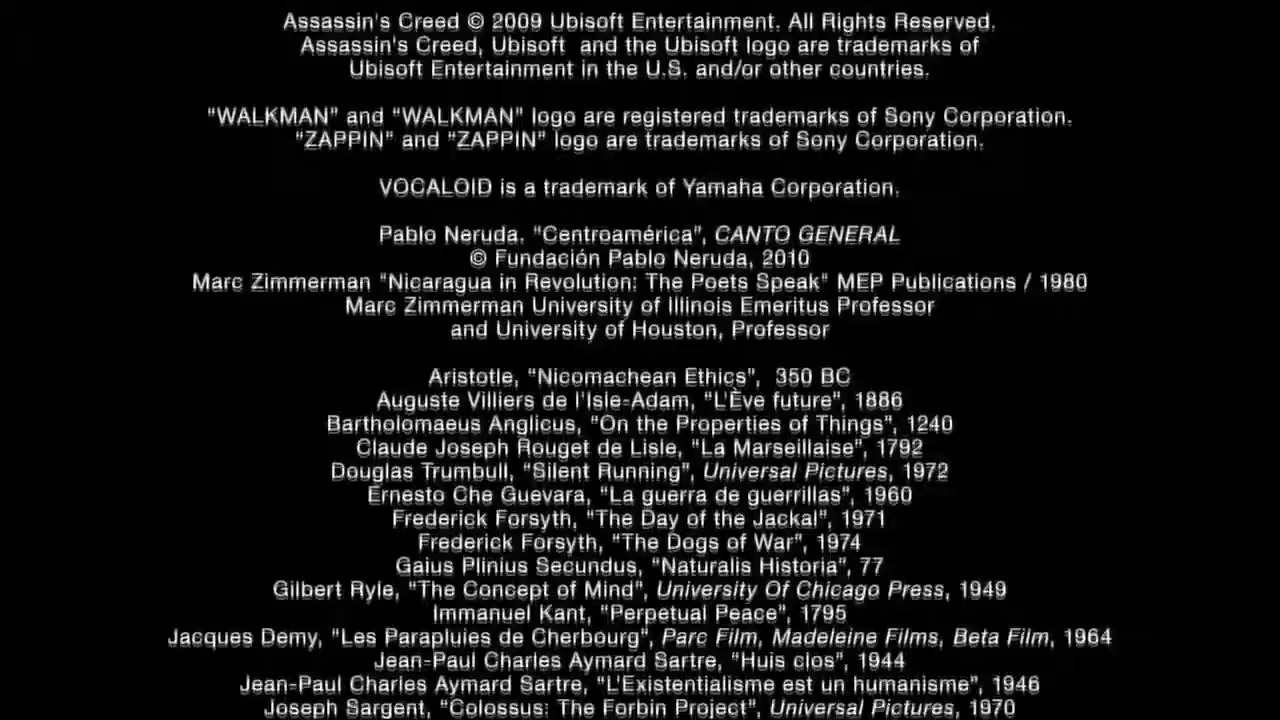 Assassin's Creed © 2009 Ubisoft Entertainment. All Rights Reserved.
Assassin's Creed, Ubisoft  and the Ubisoft logo are trademarks of
Ubisoft Entertainment in the U.S. and/or other countries.
“WALKMAN” and “WALKMAN” logo are registered trademarks of Sony Corporation.
“ZAPPIN” and “ZAPPIN” logo are trademarks of Sony Corporation.
VOCALOID is a trademark of Yamaha Corporation.
Pablo Neruda. “Centroamérica”, CANTO GENERAL
© Fundación Pablo Neruda, 2010
Marc Zimmerman "Nicaragua in Revolution: The Poets Speak" MEP Publications / 1980
Marc Zimmerman University of Illinois Emeritus Professor
and University of Houston, Professor
Aristotle, “Nicomachean Ethics”,  350 BC
Auguste Villiers de l'Isle-Adam, “L'Ève future”, 1886
Bartholomaeus Anglicus, “On the Properties of Things”, 1240
Claude Joseph Rouget de Lisle, “La Marseillaise”, 1792
Douglas Trumbull, “Silent Running”, Universal Pictures, 1972
Ernesto Che Guevara, “La guerra de guerrillas”, 1960
Frederick Forsyth, “The Day of the Jackal”, 1971
Frederick Forsyth, “The Dogs of War”, 1974
Gaius Plinius Secundus, “Naturalis Historia”, 77
Gilbert Ryle, “The Concept of Mind”, University Of Chicago Press, 1949
Immanuel Kant, “Perpetual Peace”, 1795
Jacques Demy, “Les Parapluies de Cherbourg”, Parc Film, Madeleine Films, Beta Film, 1964
Jean-Paul Charles Aymard Sartre, “Huis clos”, 1944
Jean-Paul Charles Aymard Sartre, “L'Existentialisme est un humanisme”, 1946
Joseph Sargent, “Colossus: The Forbin Project”, Universal Pictures, 1970